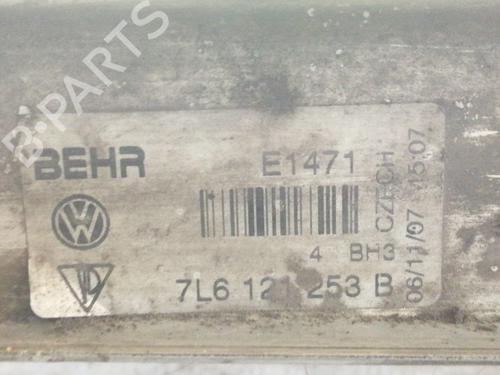 B-PARTS
BEHR
E1471
4 BH3
7L6 121 253 B
CZECH
06/11/07 15:07